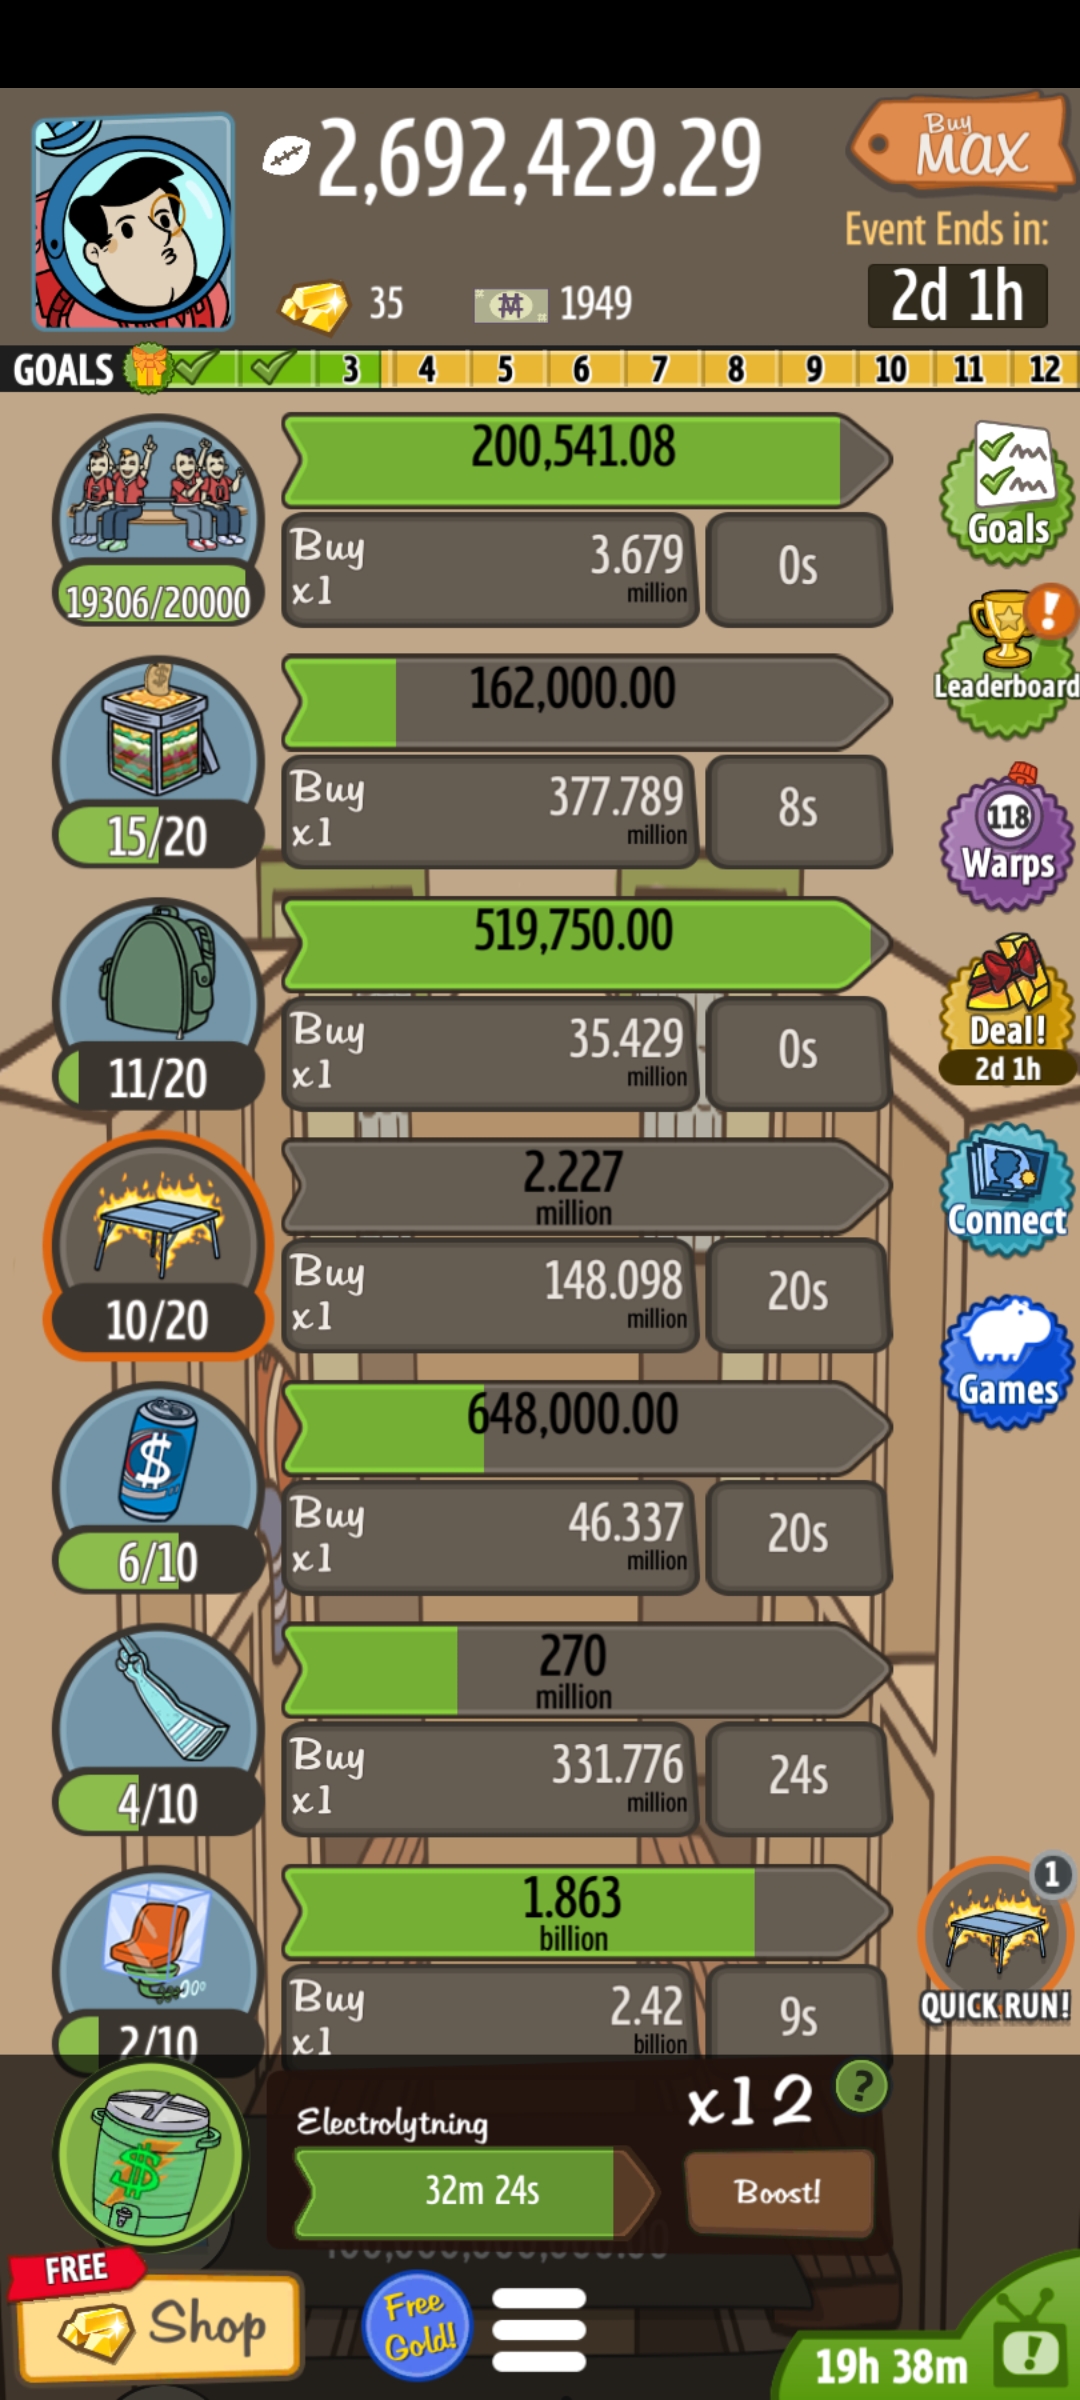 2,692,429.29
Buy
MAX
Event Ends in:
35
1949
2d 1h
GOALS
3 4 5 6 7 8 9 10 11 12
200,541.08
Buy
x1
3.679
million
0s
19306/20000
Goals
Leaderboard
162,000.00
Buy
x1
377.789
million
8s
15/20
118
Warps
519,750.00
Buy
x1
35.429
million
0s
11/20
Deal!
2d 1h
2.227
million
Buy
x1
148.098
million
20s
10/20
Connect
648,000.00
Buy
x1
46.337
million
20s
6/10
Games
270
million
Buy
x1
331.776
million
24s
4/10
1.863
billion
Buy
x1
2.42
billion
9s
2/10
1
QUICK RUN!
Electrolytning
x12
?
32m 24s
Boost!
FREE
Shop
Free
Gold!
19h 38m